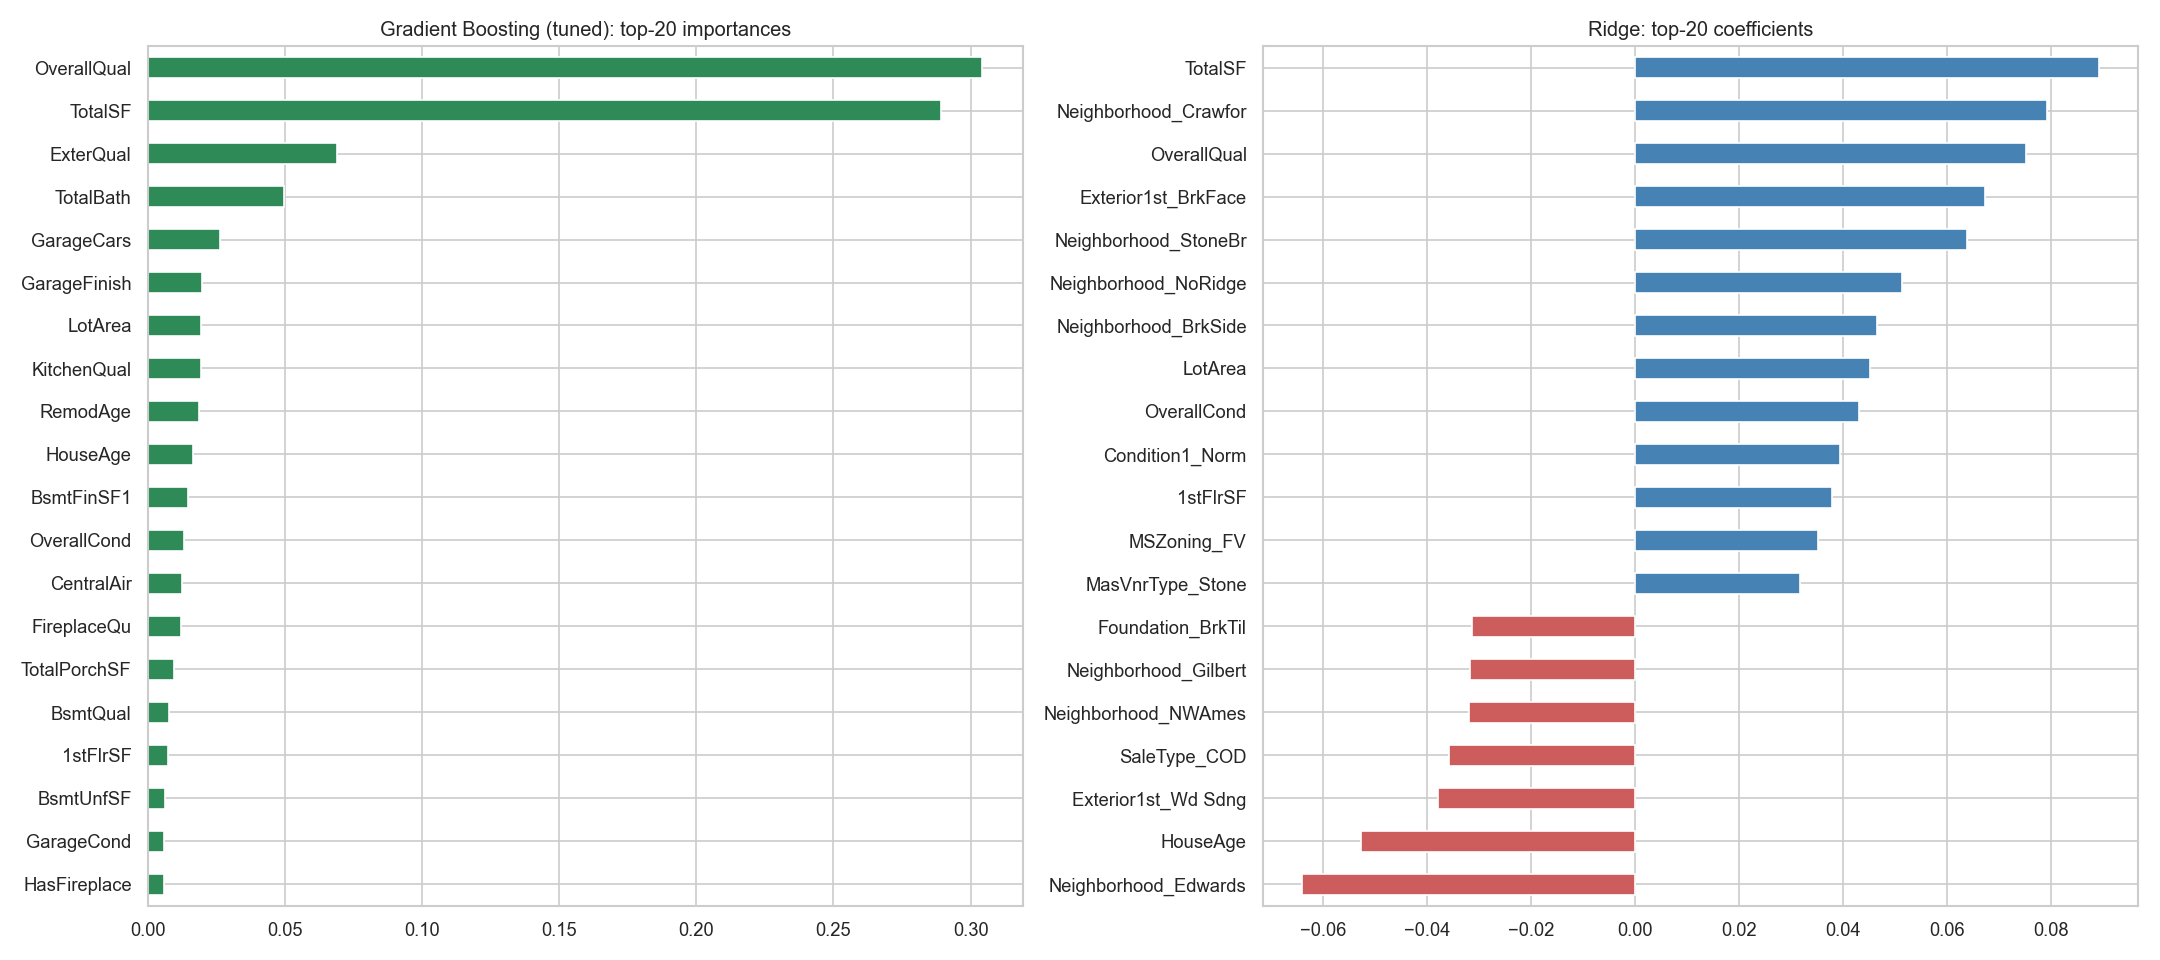 Gradient Boosting (tuned): top-20 importances
OverallQual
TotalSF
ExterQual
TotalBath
GarageCars
GarageFinish
LotArea
KitchenQual
RemodAge
HouseAge
BsmtFinSF1
OverallCond
CentralAir
FireplaceQu
TotalPorchSF
BsmtQual
1stFlrSF
BsmtUnfSF
GarageCond
HasFireplace
0.00 0.05 0.10 0.15 0.20 0.25 0.30
Ridge: top-20 coefficients
TotalSF
Neighborhood_Crawfor
OverallQual
Exterior1st_BrkFace
Neighborhood_StoneBr
Neighborhood_NoRidge
Neighborhood_BrkSide
LotArea
OverallCond
Condition1_Norm
1stFlrSF
MSZoning_FV
MasVnrType_Stone
Foundation_BrkTil
Neighborhood_Gilbert
Neighborhood_NWAmes
SaleType_COD
Exterior1st_Wd Sdng
HouseAge
Neighborhood_Edwards
−0.06 −0.04 −0.02 0.00 0.02 0.04 0.06 0.08